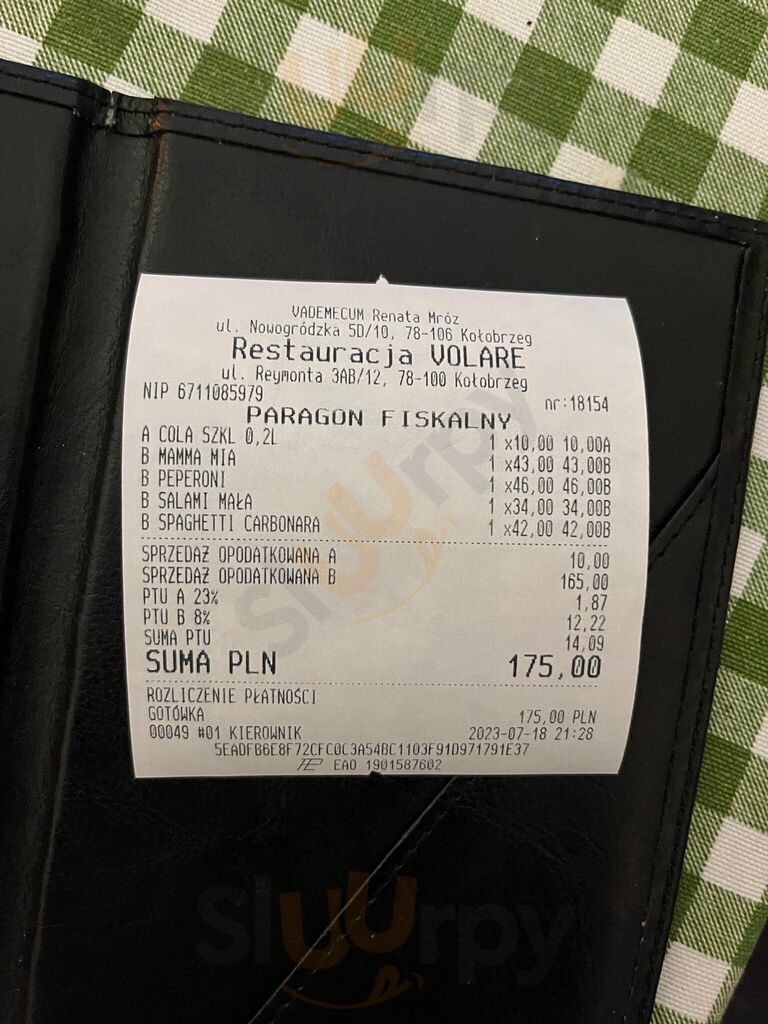 VADEMECUM Renata Mróz
ul. Nowogródzka 5D/10, 78-106 Kołobrzeg
Restauracja VOLARE
ul. Reymonta 3AB/12, 78-100 Kołobrzeg
NIP 6711085979 nr:18154
PARAGON FISKALNY
A COLA SZKL 0,2L 1 x10,00 10,00A
B MAMMA MIA 1 x43,00 43,00B
B PEPERONI 1 x46,00 46,00B
B SALAMI MAŁA 1 x34,00 34,00B
B SPAGHETTI CARBONARA 1 x42,00 42,00B
SPRZEDAŻ OPODATKOWANA A 10,00
SPRZEDAŻ OPODATKOWANA B 165,00
PTU A 23% 1,87
PTU B 8% 12,22
SUMA PTU 14,09
SUMA PLN 175,00
ROZLICZENIE PŁATNOŚCI
GOTÓWKA 175,00 PLN
00049 #01 KIEROWNIK 2023-07-18 21:28
5EADFB6E8F72CFC0C3A54BC1103F91D971791E37
EAO 1901587602
Sluurpy
Sluurpy